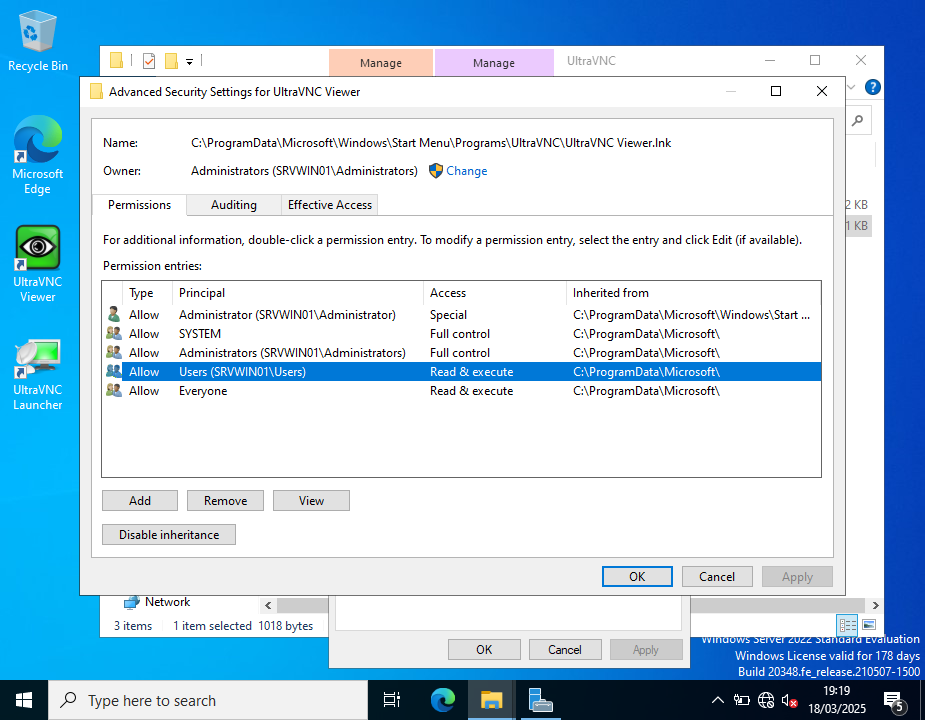 Recycle Bin
Microsoft
Edge
UltraVNC
Viewer
UltraVNC
Launcher
Manage
Manage
UltraVNC
Advanced Security Settings for UltraVNC Viewer
Name:
C:\ProgramData\Microsoft\Windows\Start Menu\Programs\UltraVNC\UltraVNC Viewer.lnk
Owner:
Administrators (SRVWIN01\Administrators)
Change
Permissions
Auditing
Effective Access
For additional information, double-click a permission entry. To modify a permission entry, select the entry and click Edit (if available).
Permission entries:
Type Principal Access Inherited from
Allow Administrator (SRVWIN01\Administrator) Special C:\ProgramData\Microsoft\Windows\Start ...
Allow SYSTEM Full control C:\ProgramData\Microsoft\
Allow Administrators (SRVWIN01\Administrators) Full control C:\ProgramData\Microsoft\
Allow Users (SRVWIN01\Users) Read & execute C:\ProgramData\Microsoft\
Allow Everyone Read & execute C:\ProgramData\Microsoft\
Add
Remove
View
Disable inheritance
OK
Cancel
Apply
2 KB
1 KB
Network
3 items 1 item selected 1018 bytes
OK
Cancel
Apply
Windows Server 2022 Standard Evaluation
Windows License valid for 178 days
Build 20348.fe_release.210507-1500
Type here to search
19:19
18/03/2025
5